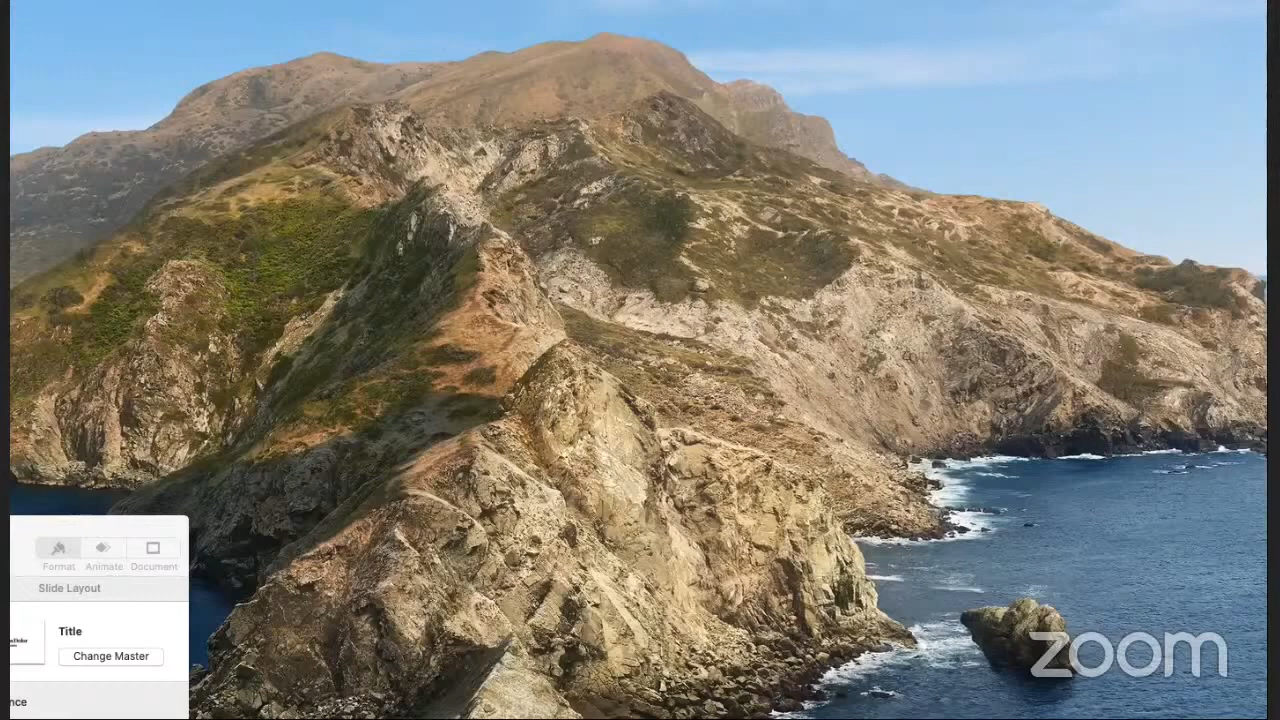 Format Animate Document
Slide Layout
Title
Change Master
nce
zoom